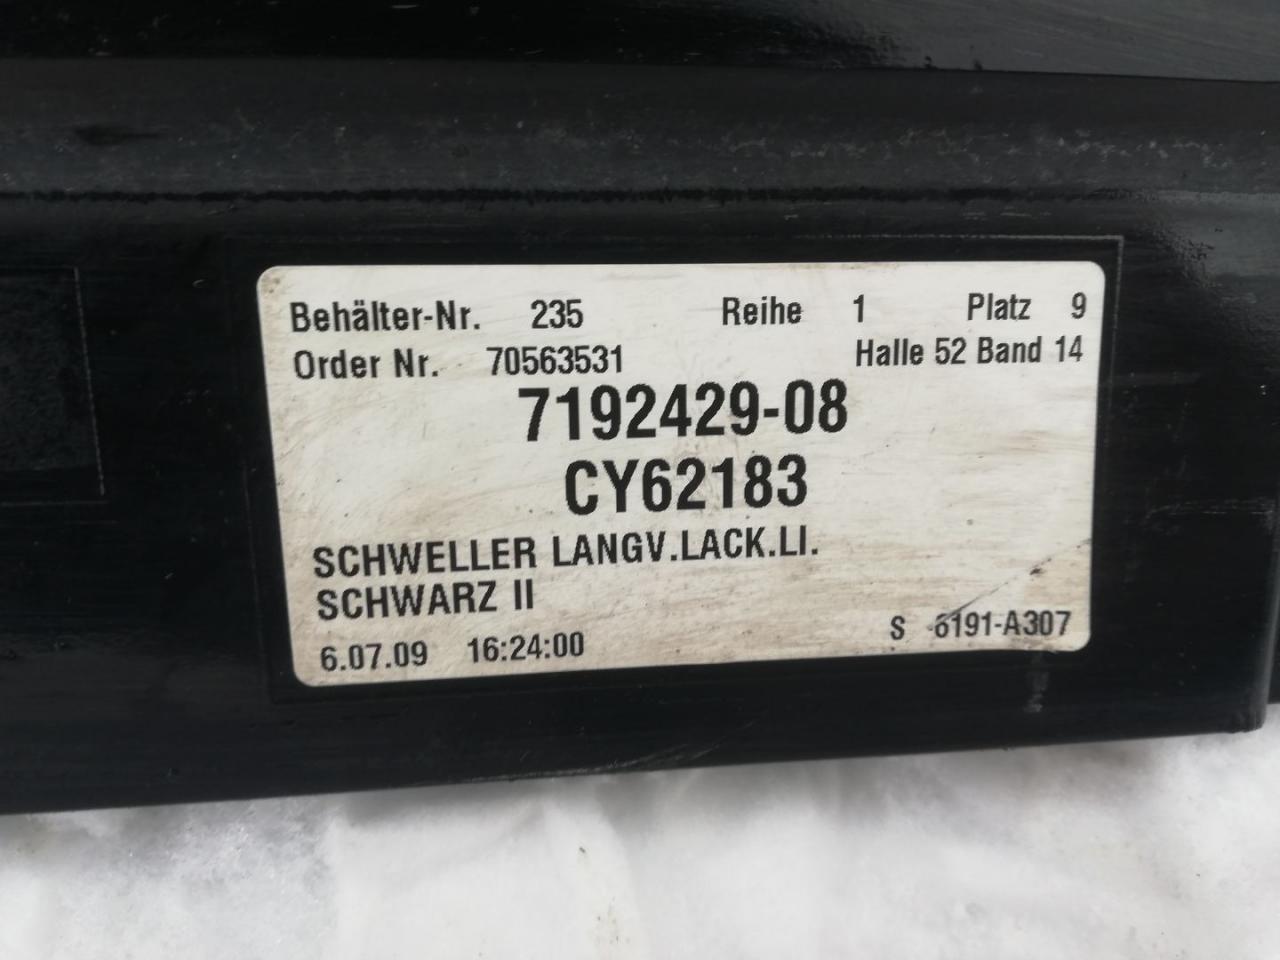 Behälter-Nr. 235 Reihe 1 Platz 9
Order Nr. 70563531 Halle 52 Band 14
7192429-08
CY62183
SCHWELLER LANGV.LACK.LI.
SCHWARZ II
6.07.09 16:24:00 S 6191-A307